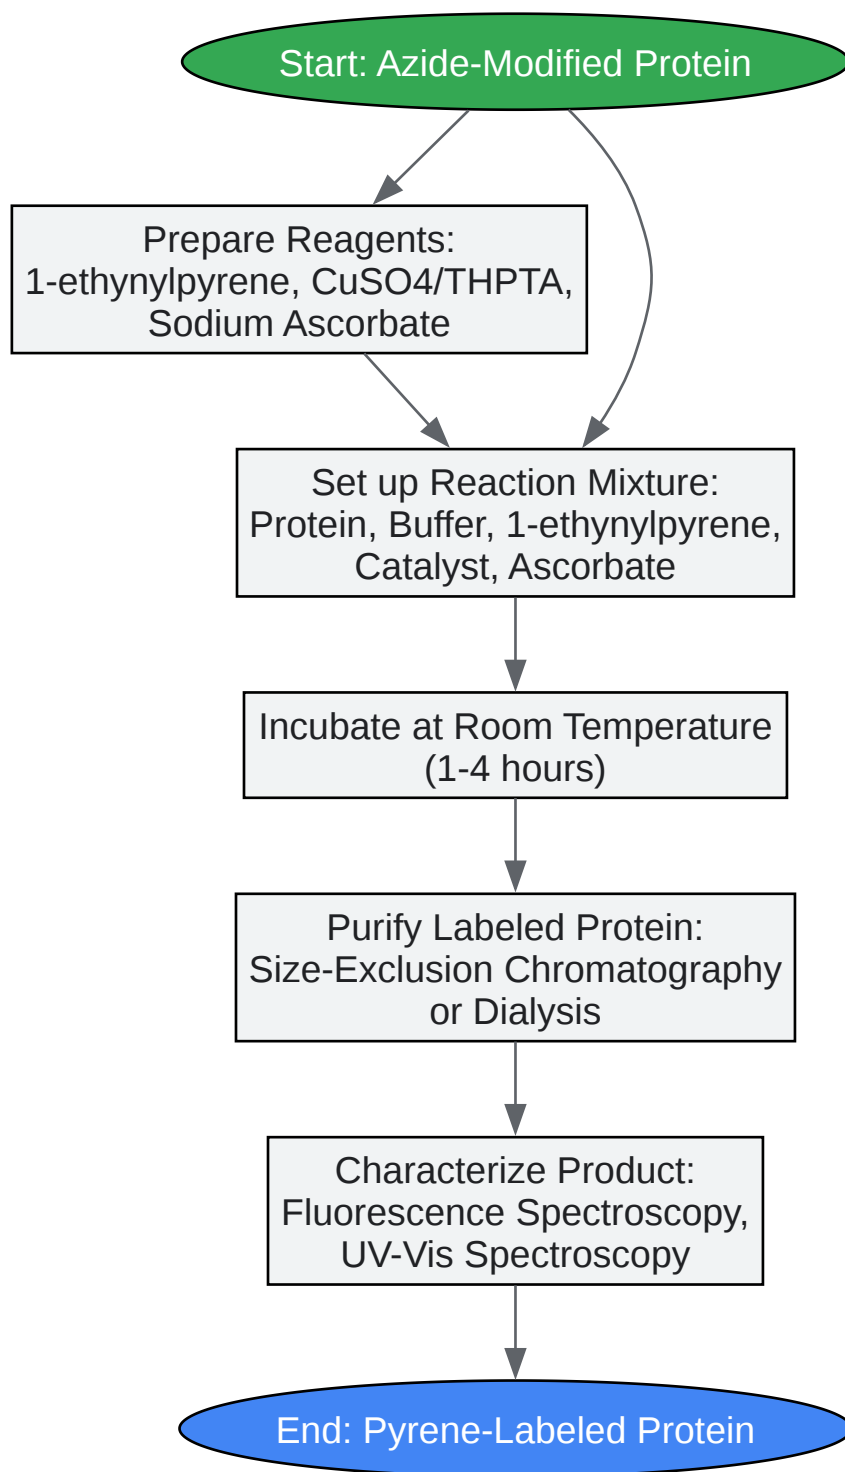 Start: Azide-Modified Protein
Prepare Reagents:
1-ethynylpyrene, CuSO4/THPTA,
Sodium Ascorbate
Set up Reaction Mixture:
Protein, Buffer, 1-ethynylpyrene,
Catalyst, Ascorbate
Incubate at Room Temperature
(1-4 hours)
Purify Labeled Protein:
Size-Exclusion Chromatography
or Dialysis
Characterize Product:
Fluorescence Spectroscopy,
UV-Vis Spectroscopy
End: Pyrene-Labeled Protein